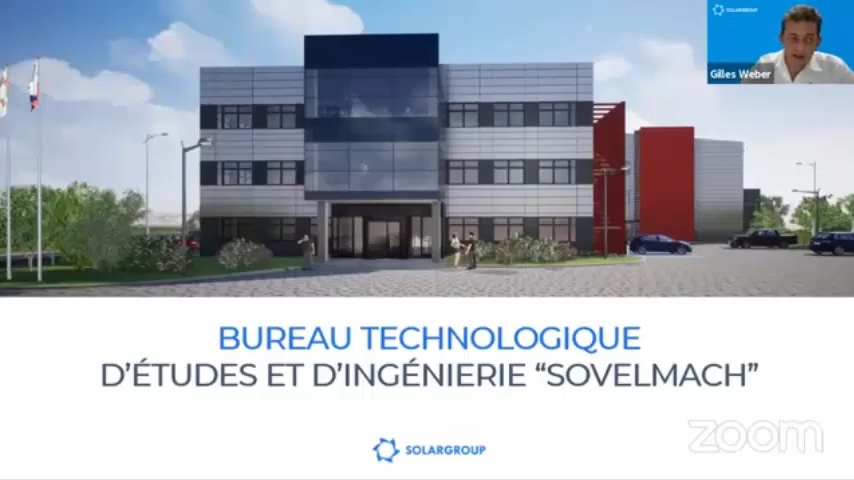 SOLARGROUP
Gilles Weber
BUREAU TECHNOLOGIQUE
D’ÉTUDES ET D’INGÉNIERIE “SOVELMACH”
SOLARGROUP
zoom